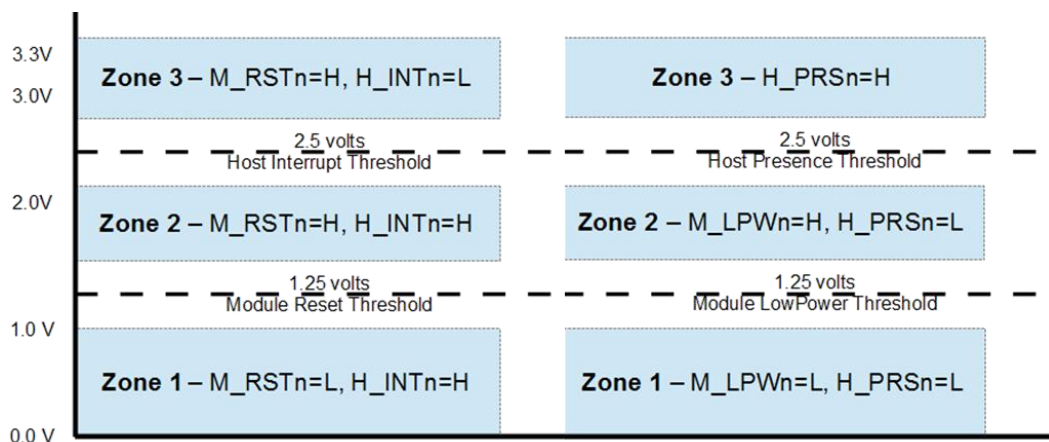 3.3V
Zone 3 – M_RSTn=H, H_INTn=L
Zone 3 – H_PRSn=H
3.0V
2.5 volts
2.5 volts
Host Interrupt Threshold
Host Presence Threshold
2.0V
Zone 2 – M_RSTn=H, H_INTn=H
Zone 2 – M_LPWn=H, H_PRSn=L
1.25 volts
1.25 volts
Module Reset Threshold
Module LowPower Threshold
1.0 V
Zone 1 – M_RSTn=L, H_INTn=H
Zone 1 – M_LPWn=L, H_PRSn=L
0.0 V